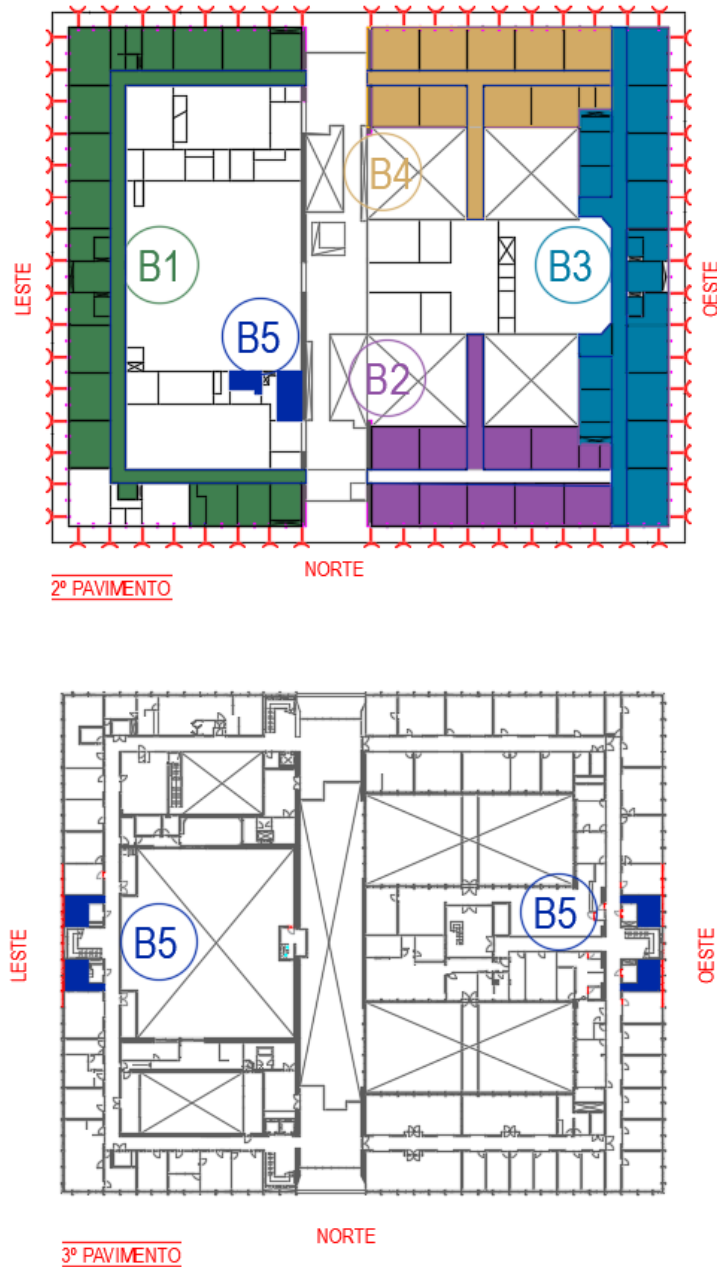 B4
B1
B3
LESTE
OESTE
B5
B2
NORTE
2º PAVIMENTO
B5
B5
LESTE
OESTE
NORTE
3º PAVIMENTO